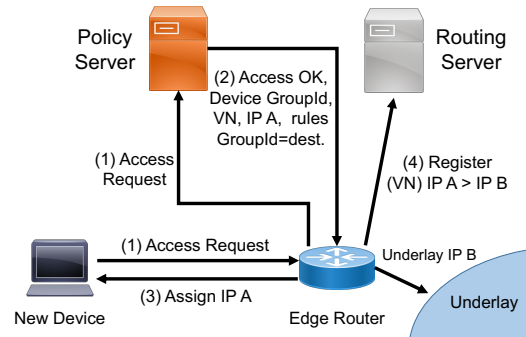 Policy
Server
Routing
Server
(2) Access OK,
Device GroupId,
VN, IP A, rules
GroupId=dest.
(1) Access
Request
(4) Register
(VN) IP A > IP B
(1) Access Request
(3) Assign IP A
Underlay IP B
Underlay
New Device
Edge Router